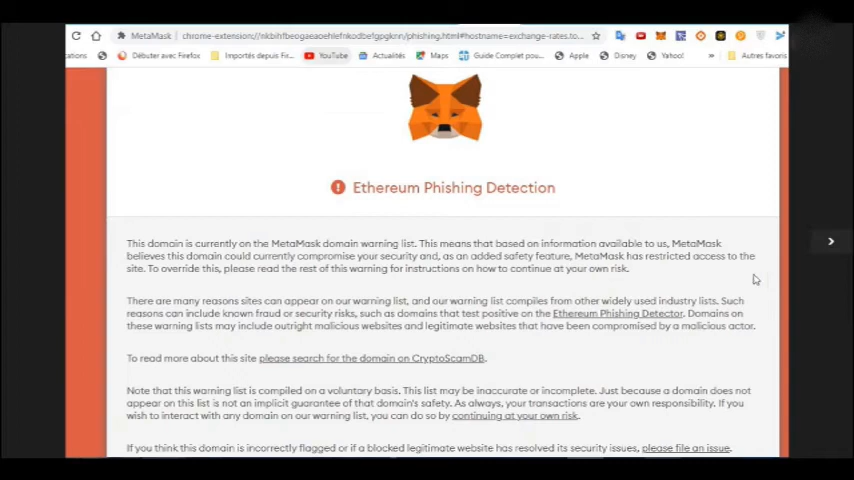 MetaMask chrome-extension://nkbihfbeogaeaoehlefnkodbefgpgknn/phishing.html#hostname=exchange-rates.to...
cations Débuter avec Firefox Importés depuis Fir... YouTube Actualités Maps Guide Complet pou... Apple Disney Yahoo! » Autres favoris
Ethereum Phishing Detection
This domain is currently on the MetaMask domain warning list. This means that based on information available to us, MetaMask
believes this domain could currently compromise your security and, as an added safety feature, MetaMask has restricted access to the
site. To override this, please read the rest of this warning for instructions on how to continue at your own risk.
There are many reasons sites can appear on our warning list, and our warning list compiles from other widely used industry lists. Such
reasons can include known fraud or security risks, such as domains that test positive on the Ethereum Phishing Detector. Domains on
these warning lists may include outright malicious websites and legitimate websites that have been compromised by a malicious actor.
To read more about this site please search for the domain on CryptoScamDB.
Note that this warning list is compiled on a voluntary basis. This list may be inaccurate or incomplete. Just because a domain does not
appear on this list is not an implicit guarantee of that domain's safety. As always, your transactions are your own responsibility. If you
wish to interact with any domain on our warning list, you can do so by continuing at your own risk.
If you think this domain is incorrectly flagged or if a blocked legitimate website has resolved its security issues, please file an issue.